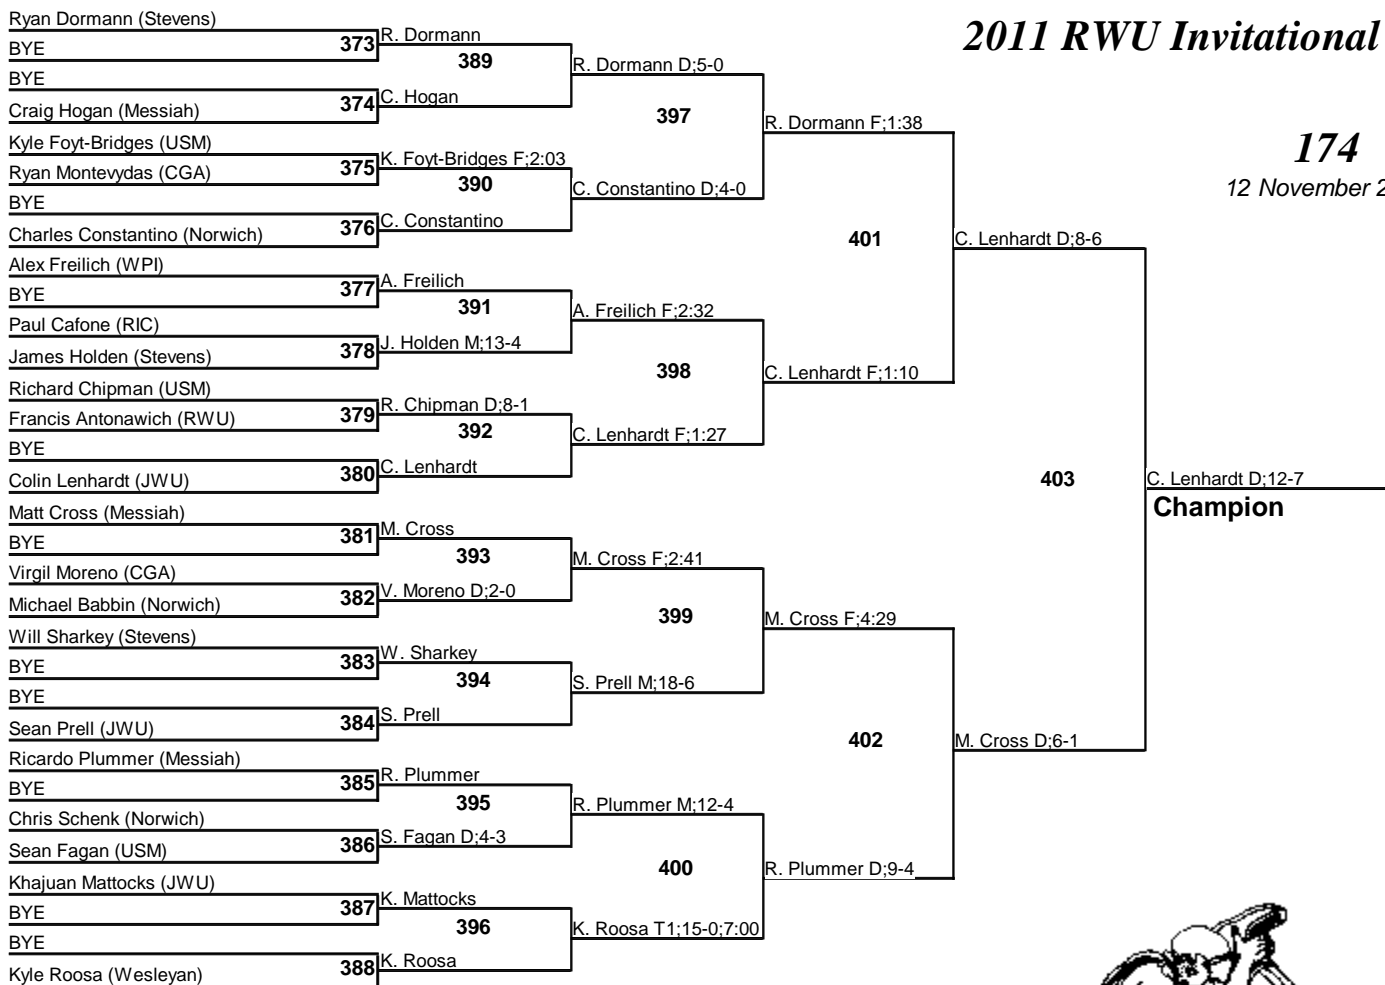 2011 RWU Invitational
174
12 November 2
Ryan Dormann (Stevens)
BYE
BYE
Craig Hogan (Messiah)
Kyle Foyt-Bridges (USM)
Ryan Montevydas (CGA)
BYE
Charles Constantino (Norwich)
Alex Freilich (WPI)
BYE
Paul Cafone (RIC)
James Holden (Stevens)
Richard Chipman (USM)
Francis Antonawich (RWU)
BYE
Colin Lenhardt (JWU)
Matt Cross (Messiah)
BYE
Virgil Moreno (CGA)
Michael Babbin (Norwich)
Will Sharkey (Stevens)
BYE
BYE
Sean Prell (JWU)
Ricardo Plummer (Messiah)
BYE
Chris Schenk (Norwich)
Sean Fagan (USM)
Khajuan Mattocks (JWU)
BYE
BYE
Kyle Roosa (Wesleyan)
373 R. Dormann
389
374 C. Hogan
375 K. Foyt-Bridges F;2:03
390
376 C. Constantino
377 A. Freilich
391
378 J. Holden M;13-4
379 R. Chipman D;8-1
392
380 C. Lenhardt
381 M. Cross
393
382 V. Moreno D;2-0
383 W. Sharkey
394
384 S. Prell
385 R. Plummer
395
386 S. Fagan D;4-3
387 K. Mattocks
396
388 K. Roosa
R. Dormann D;5-0
397
C. Constantino D;4-0
A. Freilich F;2:32
398
C. Lenhardt F;1:27
M. Cross F;2:41
399
S. Prell M;18-6
R. Plummer M;12-4
400
K. Roosa T1;15-0;7:00
R. Dormann F;1:38
401
C. Lenhardt F;1:10
M. Cross F;4:29
402
R. Plummer D;9-4
C. Lenhardt D;8-6
403
M. Cross D;6-1
C. Lenhardt D;12-7
Champion